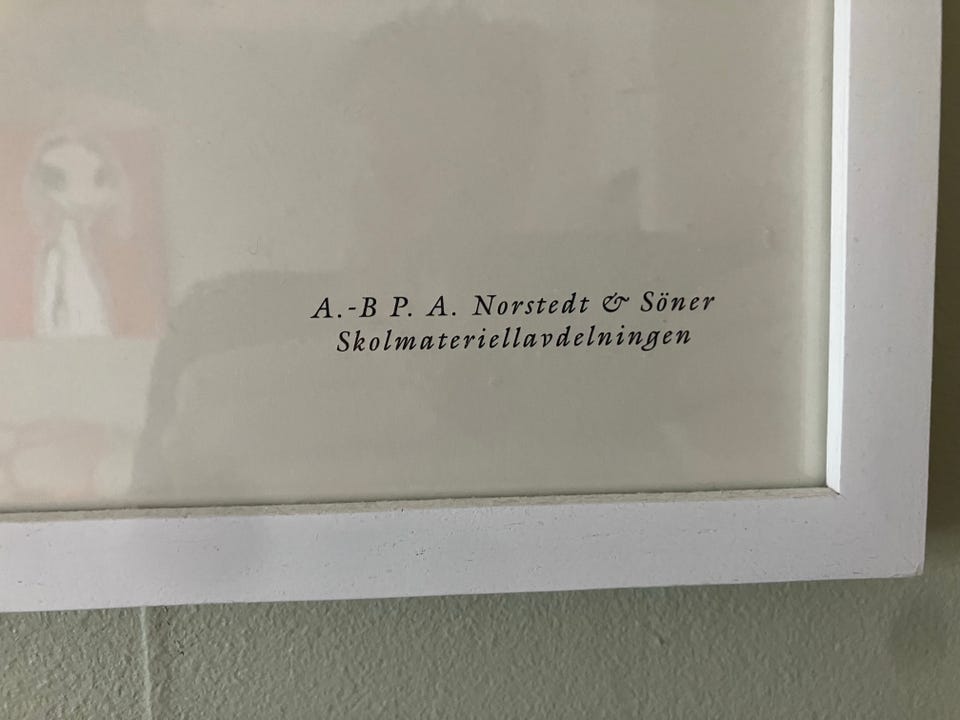 A.-B P. A. Norstedt & Söner
Skolmateriellavdelningen